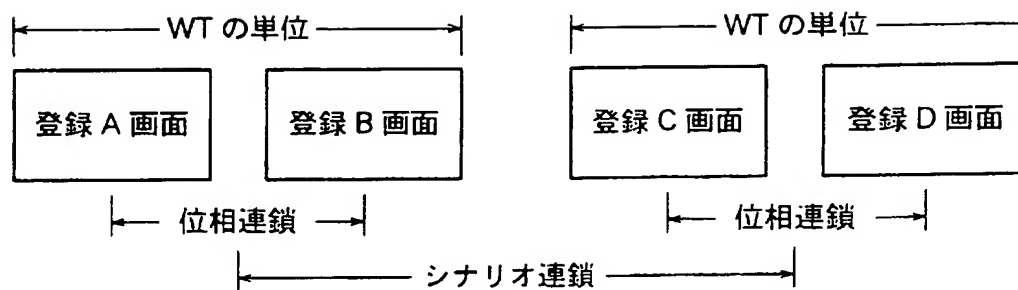 WT の単位
WT の単位
登録 A 画面
登録 B 画面
登録 C 画面
登録 D 画面
位相連鎖
位相連鎖
シナリオ連鎖